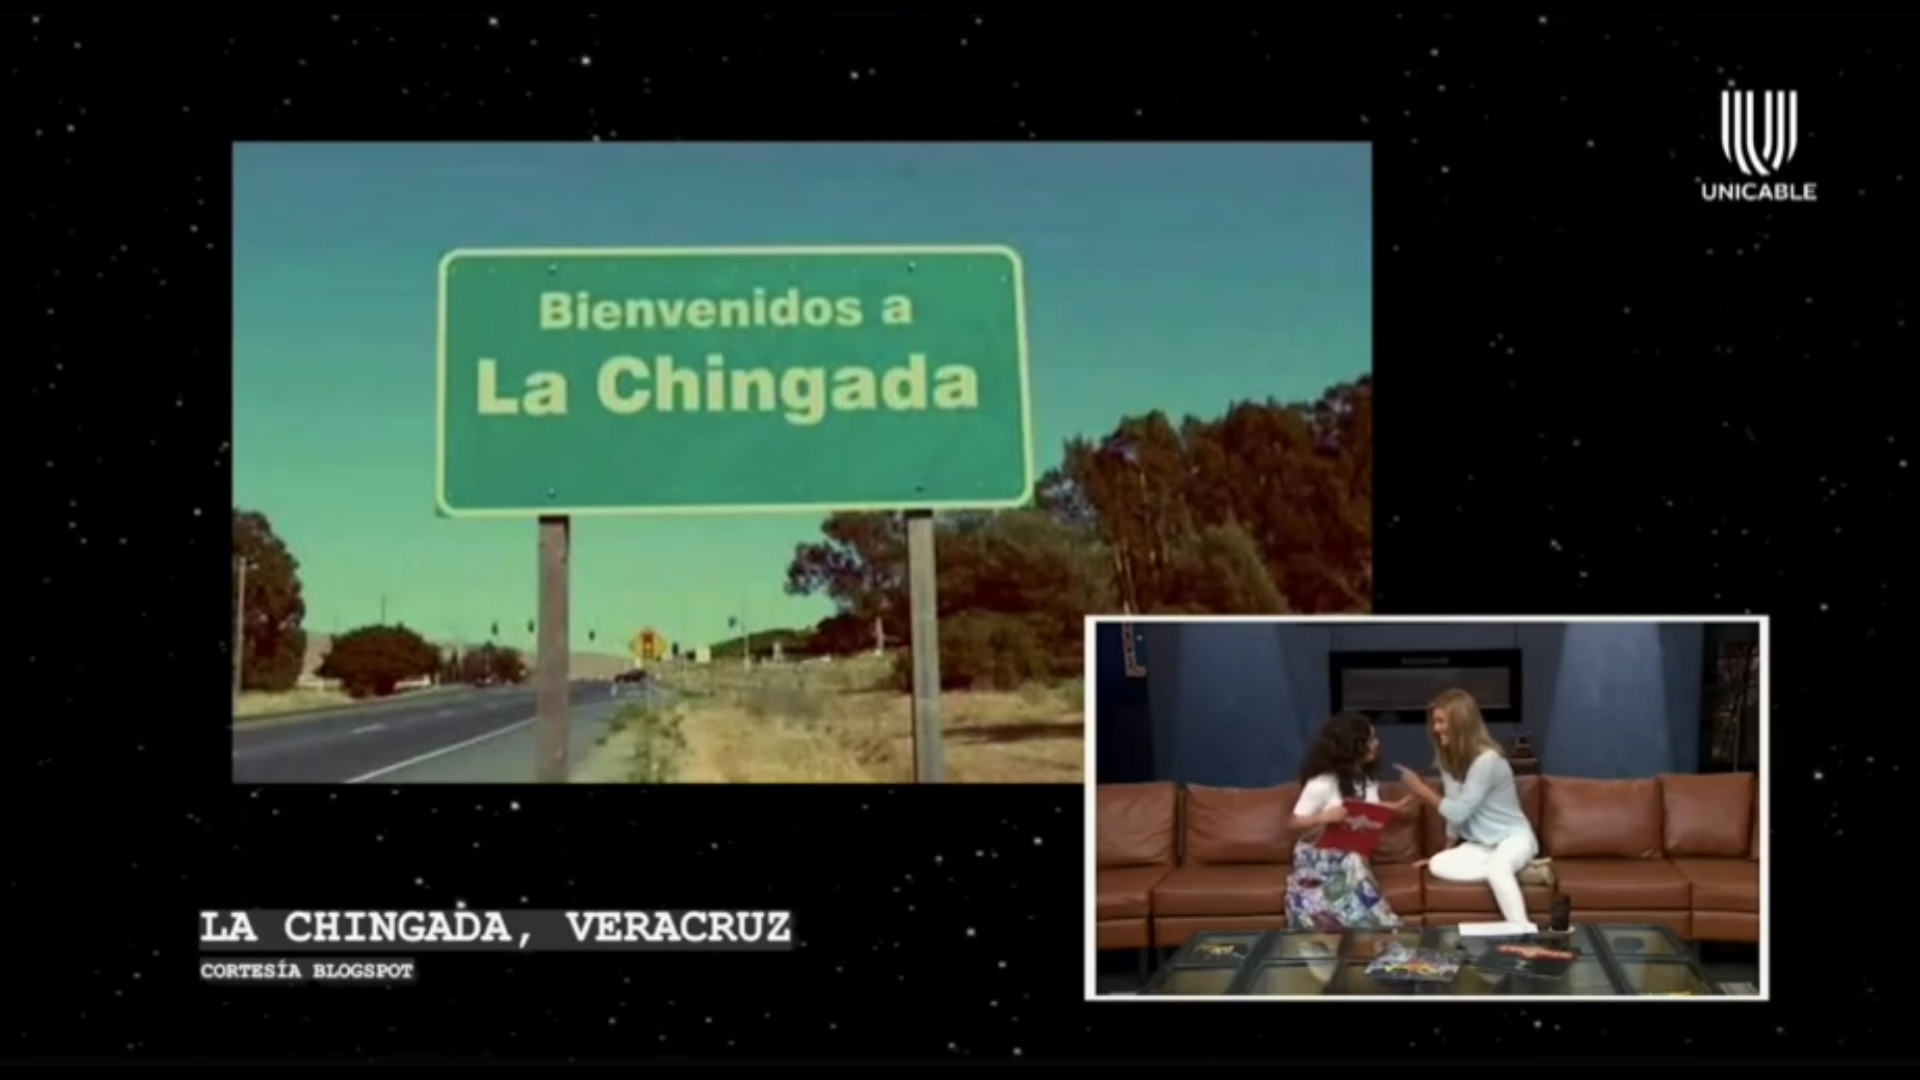 UNICABLE
Bienvenidos a
La Chingada
LA CHINGADA, VERACRUZ
CORTESÍA BLOGSPOT